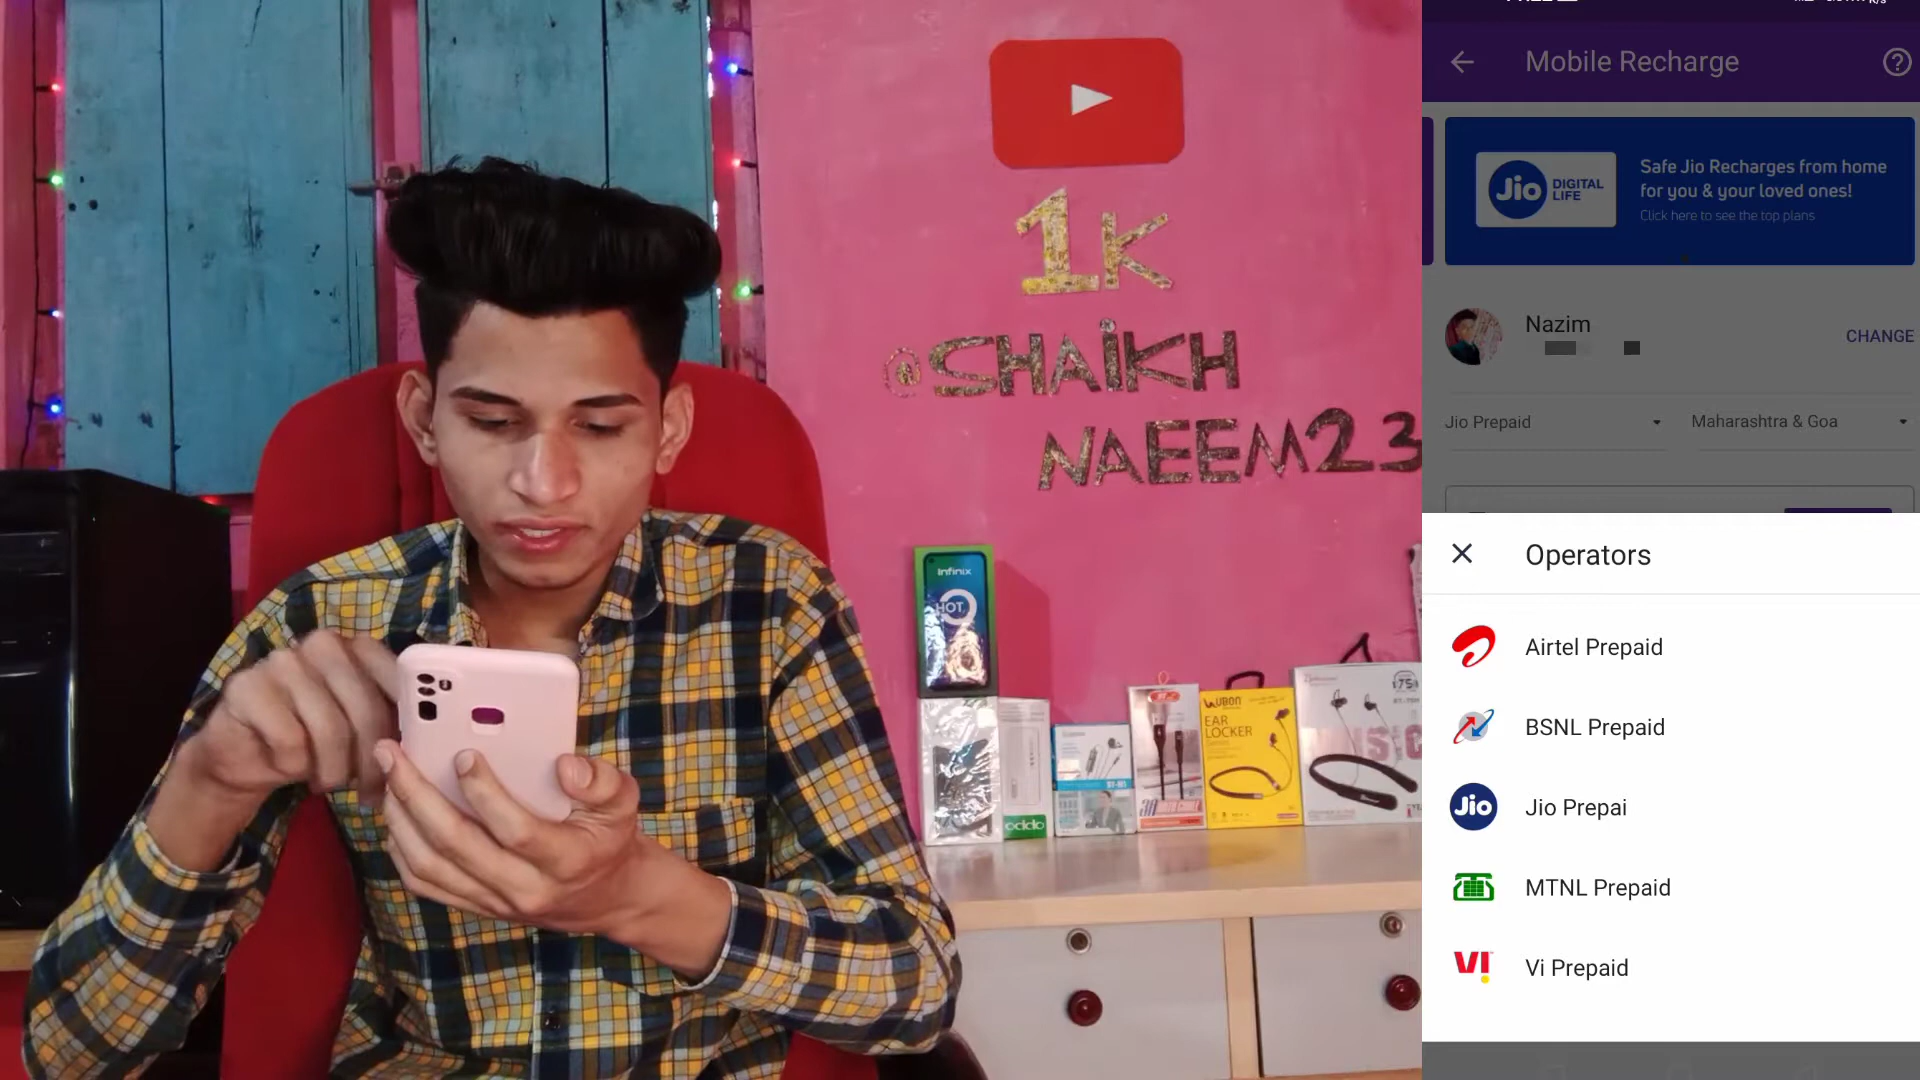 1K
@SHAIKH
NAEEM23
Infinix
HOT
oddo
UBON
EAR
LOCKER
Mobile Recharge
Jio
DIGITAL
LIFE
Safe Jio Recharges from home
for you & your loved ones!
Click here to see the top plans
Nazim
CHANGE
Jio Prepaid
Maharashtra & Goa
Operators
Airtel Prepaid
BSNL Prepaid
Jio
Jio Prepai
MTNL Prepaid
VI
Vi Prepaid